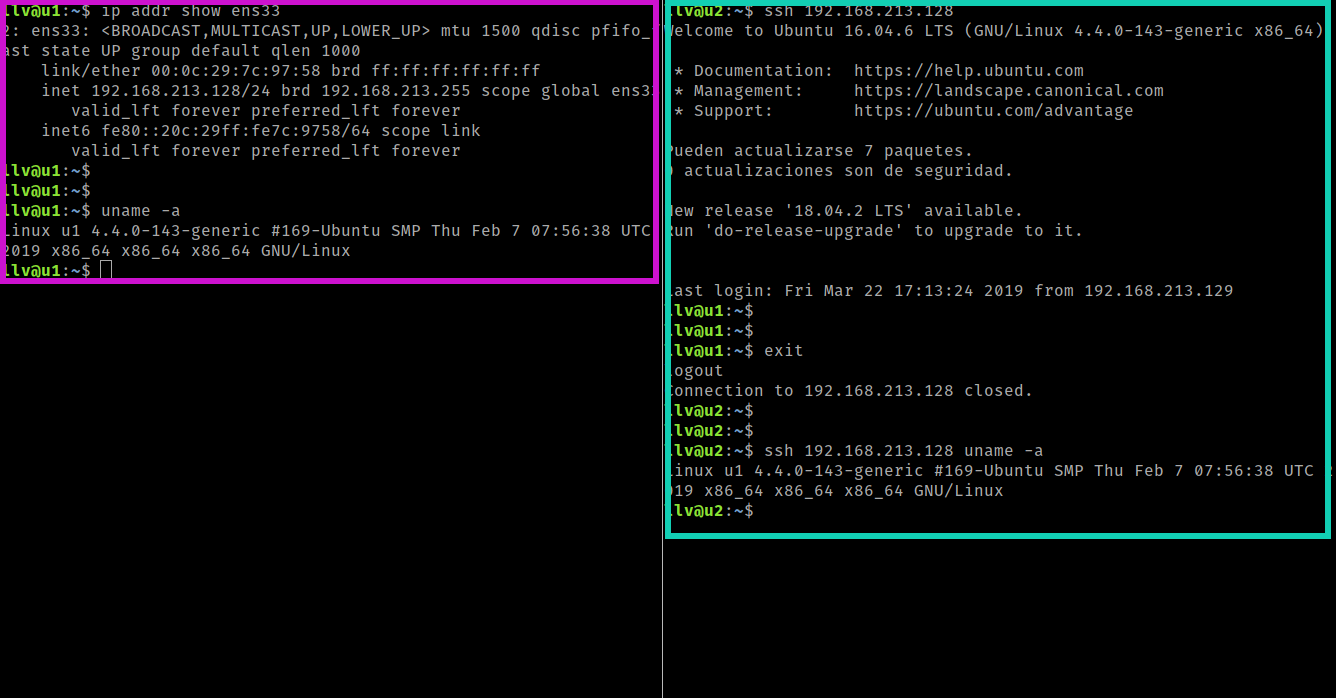 llv@u1:~$ ip addr show ens33
2: ens33: <BROADCAST,MULTICAST,UP,LOWER_UP> mtu 1500 qdisc pfifo_
ast state UP group default qlen 1000
link/ether 00:0c:29:7c:97:58 brd ff:ff:ff:ff:ff:ff
inet 192.168.213.128/24 brd 192.168.213.255 scope global ens33
valid_lft forever preferred_lft forever
inet6 fe80::20c:29ff:fe7c:9758/64 scope link
valid_lft forever preferred_lft forever
llv@u1:~$
llv@u1:~$
llv@u1:~$ uname -a
Linux u1 4.4.0-143-generic #169-Ubuntu SMP Thu Feb 7 07:56:38 UTC
2019 x86_64 x86_64 x86_64 GNU/Linux
llv@u1:~$
llv@u2:~$ ssh 192.168.213.128
Welcome to Ubuntu 16.04.6 LTS (GNU/Linux 4.4.0-143-generic x86_64)
* Documentation: https://help.ubuntu.com
* Management: https://landscape.canonical.com
* Support: https://ubuntu.com/advantage
Pueden actualizarse 7 paquetes.
0 actualizaciones son de seguridad.
New release '18.04.2 LTS' available.
Run 'do-release-upgrade' to upgrade to it.
Last login: Fri Mar 22 17:13:24 2019 from 192.168.213.129
llv@u1:~$
llv@u1:~$
llv@u1:~$ exit
logout
Connection to 192.168.213.128 closed.
llv@u2:~$
llv@u2:~$
llv@u2:~$ ssh 192.168.213.128 uname -a
Linux u1 4.4.0-143-generic #169-Ubuntu SMP Thu Feb 7 07:56:38 UTC 2
019 x86_64 x86_64 x86_64 GNU/Linux
llv@u2:~$